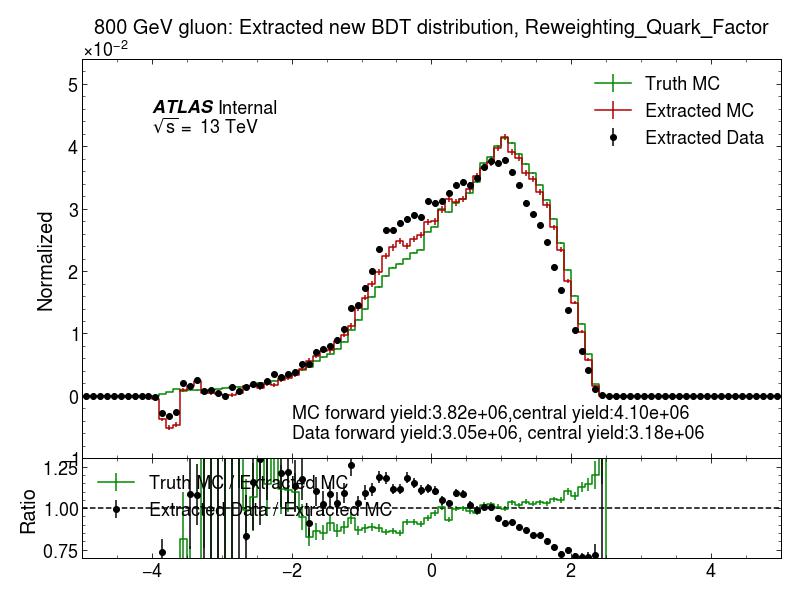 800 GeV gluon: Extracted new BDT distribution, Reweighting_Quark_Factor
×10−2
ATLAS Internal
√s = 13 TeV
Truth MC
Extracted MC
Extracted Data
Normalized
5
4
3
2
1
0
MC forward yield:3.82e+06,central yield:4.10e+06
Data forward yield:3.05e+06, central yield:3.18e+06
Truth MC / Extracted MC
Extracted Data / Extracted MC
Ratio
1.25
1.00
0.75
−4
−2
0
2
4